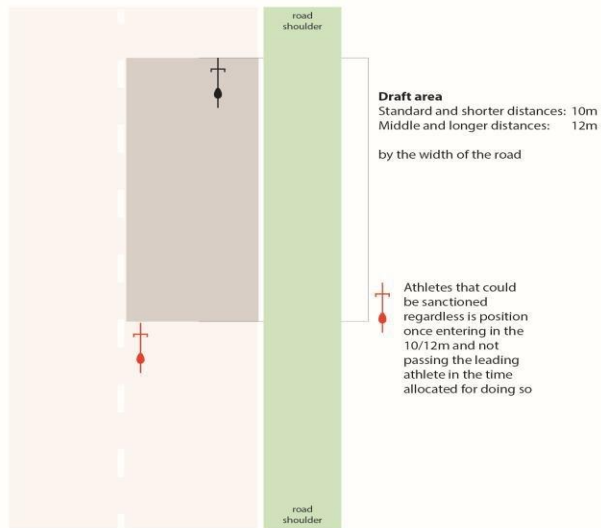 road
shoulder
Draft area
Standard and shorter distances: 10m
Middle and longer distances: 12m
by the width of the road
Athletes that could
be sanctioned
regardless is position
once entering in the
10/12m and not
passing the leading
athlete in the time
allocated for doing so
road
shoulder